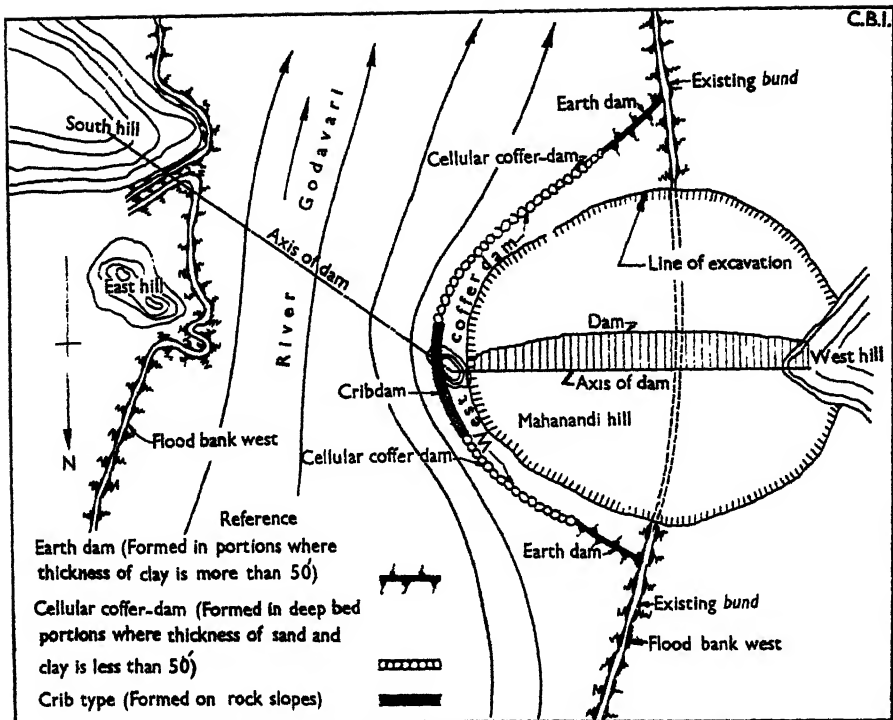 C.B.I.
Existing bund
Earth dam
South hill
Cellular coffer-dam
River Godavari
Axis of dam
Line of excavation
East hill
West coffer dam
Dam
West hill
Axis of dam
Cribdam
Mahanandi hill
N
Flood bank west
Cellular coffer-dam
Earth dam
Existing bund
Flood bank west
Reference
Earth dam (Formed in portions where
thickness of clay is more than 50')
Cellular coffer-dam (Formed in deep bed
portions where thickness of sand and
clay is less than 50')
Crib type (Formed on rock slopes)